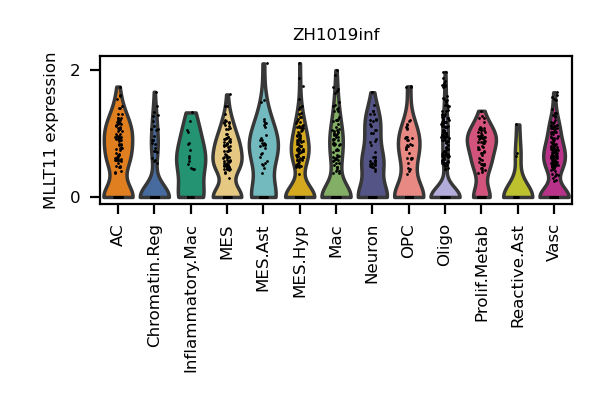 ZH1019inf
MLLT11 expression
2
0
AC
Chromatin.Reg
Inflammatory.Mac
MES
MES.Ast
MES.Hyp
Mac
Neuron
OPC
Oligo
Prolif.Metab
Reactive.Ast
Vasc